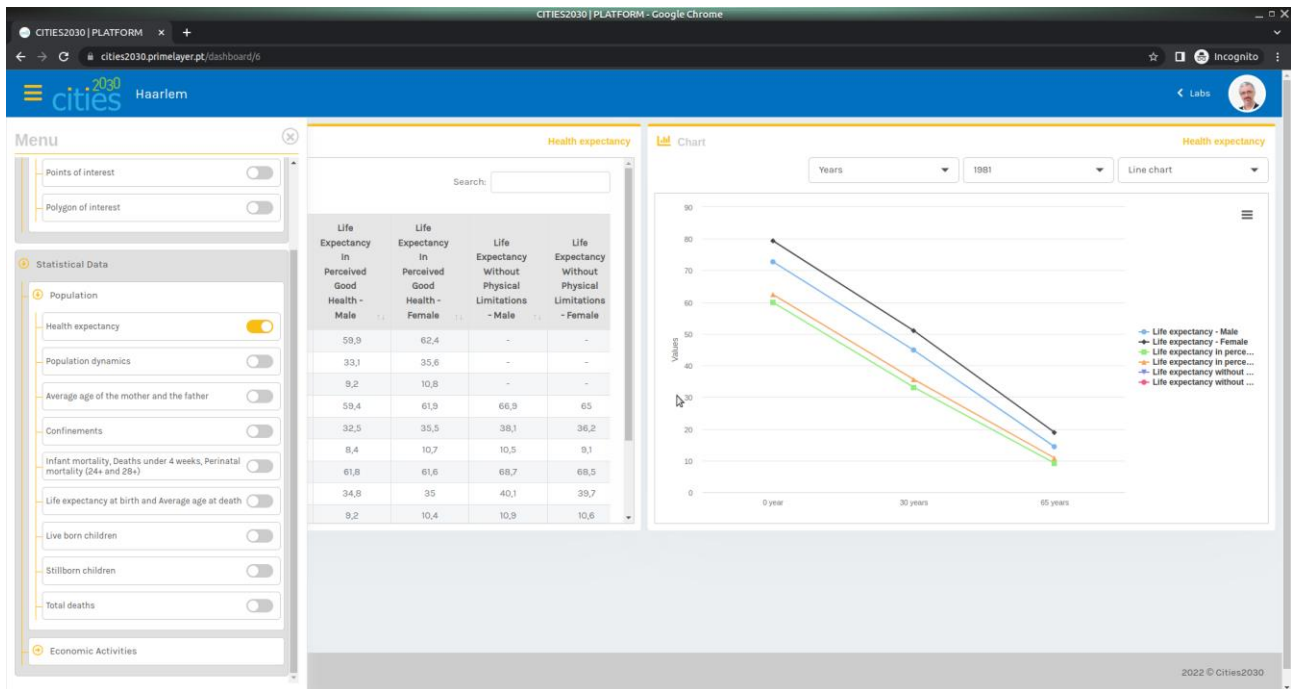 CITIES2030 | PLATFORM - Google Chrome
CITIES2030 | PLATFORM
cities2030.primelayer.pt/dashboard/6
Incognito
2030
cities
Haarlem
Labs
Menu
Points of interest
Polygon of interest
Statistical Data
Population
Health expectancy
Population dynamics
Average age of the mother and the father
Confinements
Infant mortality, Deaths under 4 weeks, Perinatal
mortality (24+ and 28+)
Life expectancy at birth and Average age at death
Live born children
Stillborn children
Total deaths
Economic Activities
Health expectancy
Search:
Life Expectancy In Perceived Good Health - Male
Life Expectancy In Perceived Good Health - Female
Life Expectancy Without Physical Limitations - Male
Life Expectancy Without Physical Limitations - Female
59,9 62,4 - -
33,1 35,6 - -
9,2 10,8 - -
59,4 61,9 66,9 65
32,5 35,5 38,1 36,2
8,4 10,7 10,5 9,1
61,8 61,6 68,7 68,5
34,8 35 40,1 39,7
9,2 10,4 10,9 10,6
Chart
Health expectancy
Years
1981
Line chart
90
80
70
60
50
40
30
20
10
0
Values
0 year
30 years
65 years
Life expectancy - Male
Life expectancy - Female
Life expectancy in perce...
Life expectancy in perce...
Life expectancy without ...
Life expectancy without ...
2022 © Cities2030